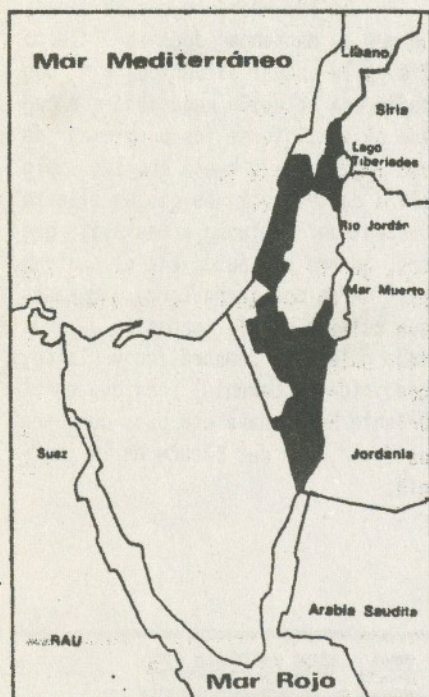 Mar Mediterráneo
Líbano
Siria
Lago
Tiberiades
Río Jordán
Mar Muerto
Suez
Jordania
Arabia Saudita
RAU
Mar Rojo